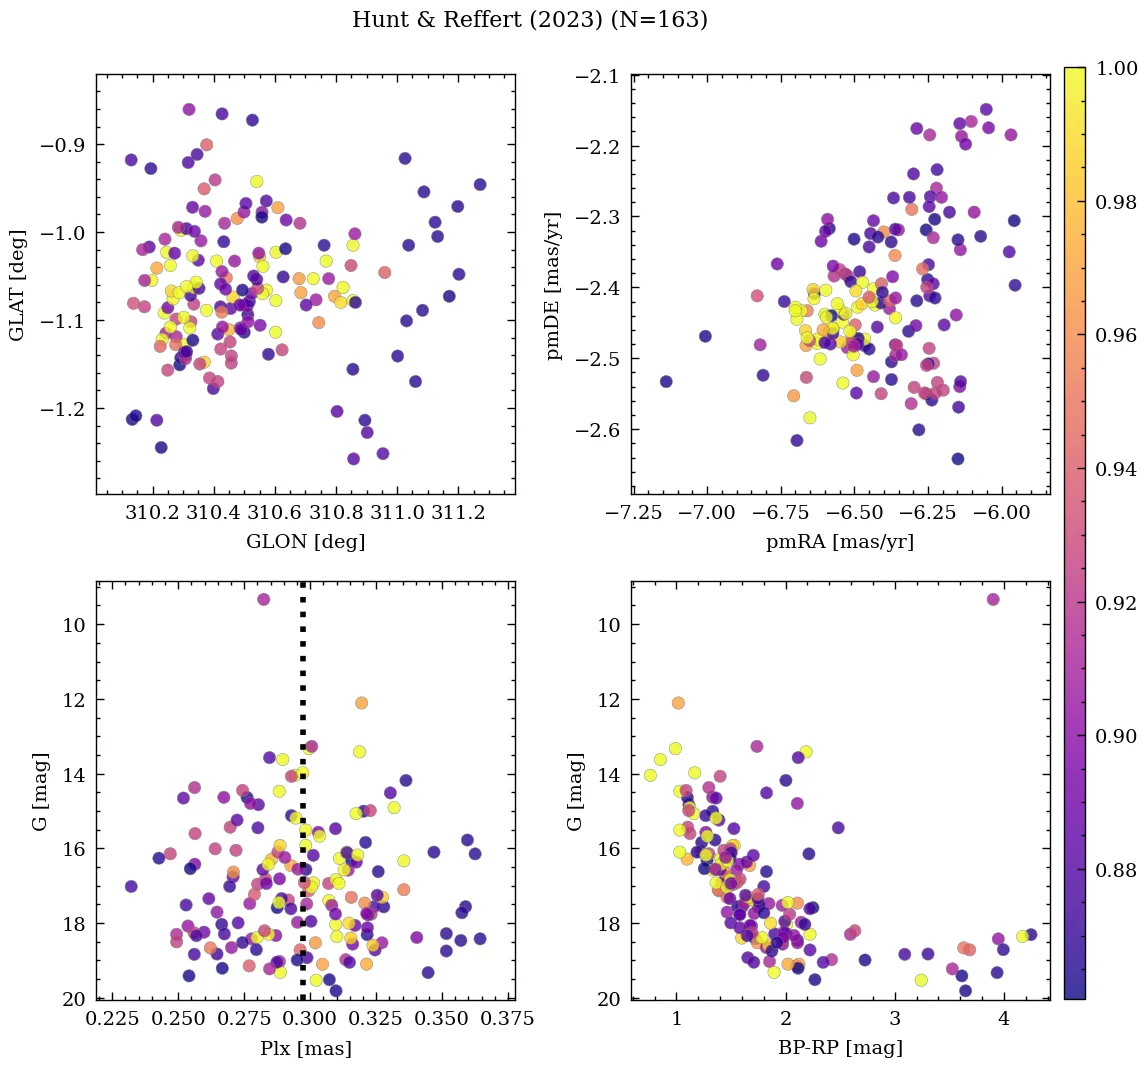 Hunt & Reffert (2023) (N=163)
−0.9
−1.0
−1.1
−1.2
GLAT [deg]
310.2 310.4 310.6 310.8 311.0 311.2
GLON [deg]
−2.1
−2.2
−2.3
−2.4
−2.5
−2.6
pmDE [mas/yr]
−7.25 −7.00 −6.75 −6.50 −6.25 −6.00
pmRA [mas/yr]
10
12
14
16
18
20
G [mag]
0.225 0.250 0.275 0.300 0.325 0.350 0.375
Plx [mas]
10
12
14
16
18
20
G [mag]
1 2 3 4
BP-RP [mag]
1.00
0.98
0.96
0.94
0.92
0.90
0.88